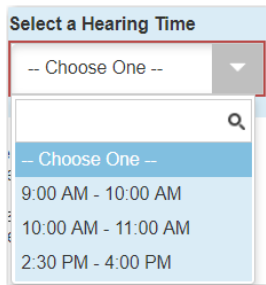 Select a Hearing Time
-- Choose One --
-- Choose One --
9:00 AM - 10:00 AM
10:00 AM - 11:00 AM
2:30 PM - 4:00 PM